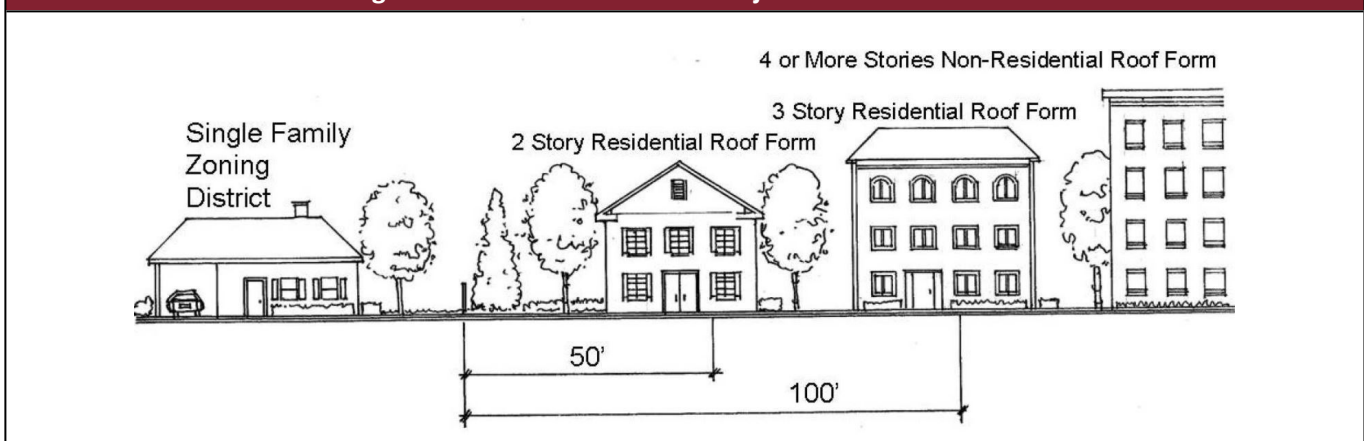 4 or More Stories Non-Residential Roof Form
3 Story Residential Roof Form
2 Story Residential Roof Form
Single Family
Zoning
District
50'
100'